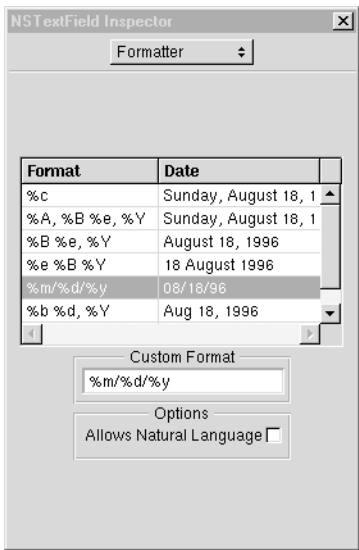 NSTextField Inspector
Formatter
Format Date
%c Sunday, August 18, 1
%A, %B %e, %Y Sunday, August 18, 1
%B %e, %Y August 18, 1996
%e %B %Y 18 August 1996
%m/%d/%y 08/18/96
%b %d, %Y Aug 18, 1996
Custom Format
%m/%d/%y
Options
Allows Natural Language